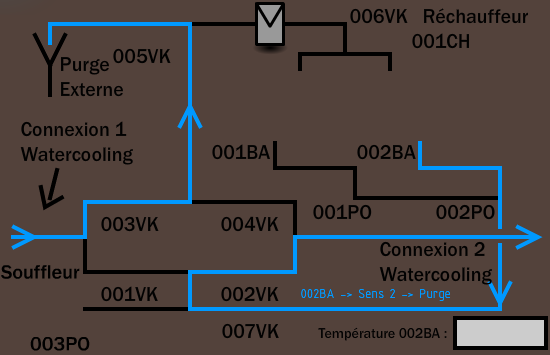 006VK Réchauffeur
001CH
005VK
Purge
Externe
Connexion 1
Watercooling
001BA
002BA
003VK
004VK
001PO
002PO
Connexion 2
Watercooling
Souffleur
001VK
002VK
002BA -> Sens 2 -> Purge
007VK
Température 002BA :
003PO